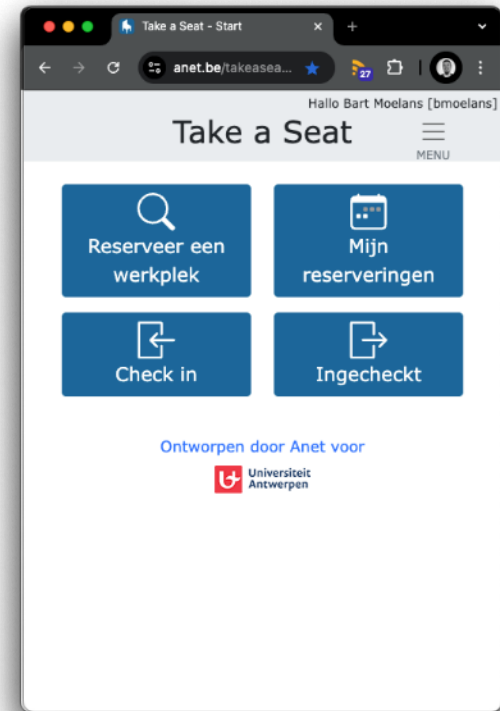 Take a Seat - Start
anet.be/takeasea...
27
Hallo Bart Moelans [bmoelans]
Take a Seat
MENU
Reserveer een
werkplek
Mijn
reserveringen
Check in
Ingecheckt
Ontworpen door Anet voor
Universiteit
Antwerpen